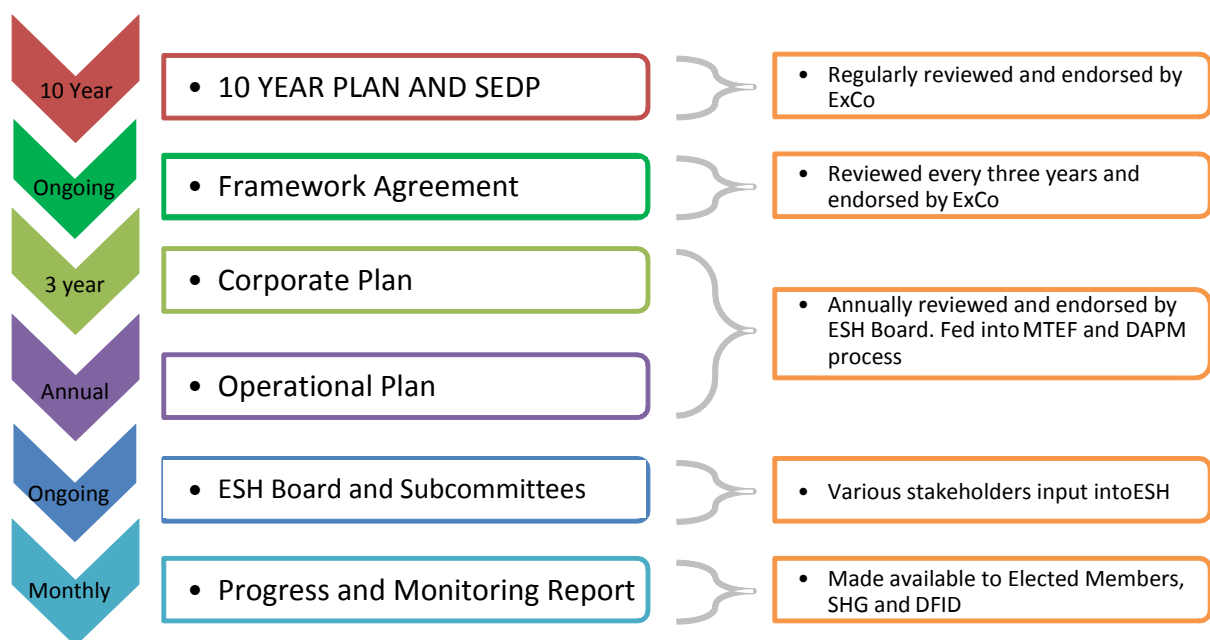 10 Year
• 10 YEAR PLAN AND SEDP
• Regularly reviewed and endorsed by
ExCo
Ongoing
• Framework Agreement
• Reviewed every three years and
endorsed by ExCo
3 year
• Corporate Plan
• Annually reviewed and endorsed by
ESH Board. Fed into MTEF and DAPM
process
Annual
• Operational Plan
Ongoing
• ESH Board and Subcommittees
• Various stakeholders input intoESH
Monthly
• Progress and Monitoring Report
• Made available to Elected Members,
SHG and DFID